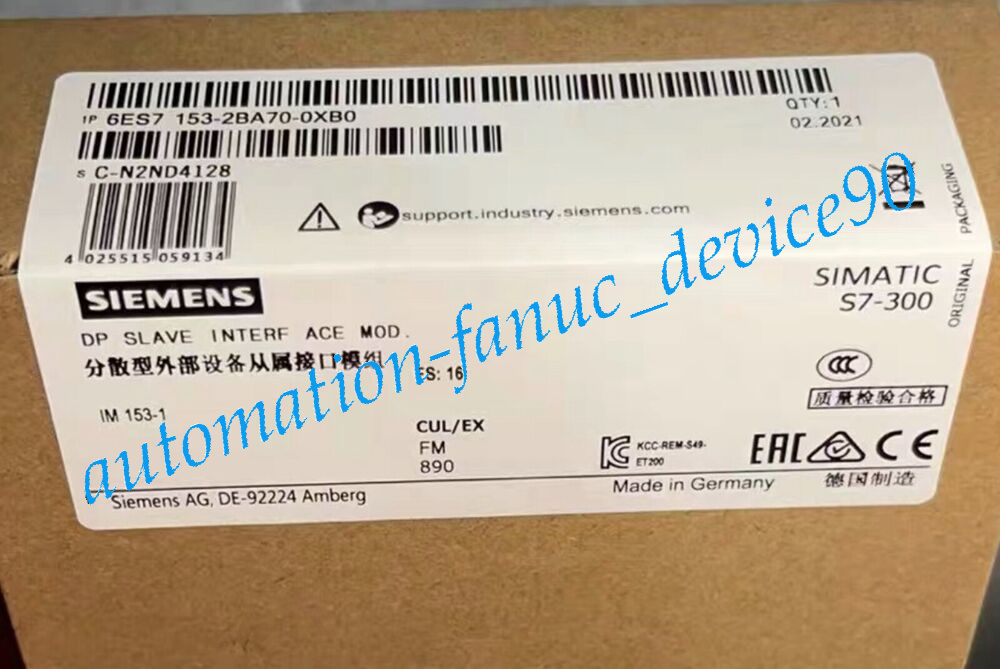 1P 6ES7 153-2BA70-0XB0
QTY: 1
02.2021
S C-N2ND4128
4 025515 059134
support.industry.siemens.com
ORIGINAL PACKAGING
SIEMENS
SIMATIC
S7-300
DP SLAVE INTERF ACE MOD.
分散型外部设备从属接口模组
ES: 16
CCC
质量检验合格
IM 153-1
CUL/EX
FM
890
KCC-REM-S49-
ET200
EAC CE
Siemens AG, DE-92224 Amberg
Made in Germany
德国制造
automation-fanuc_device90